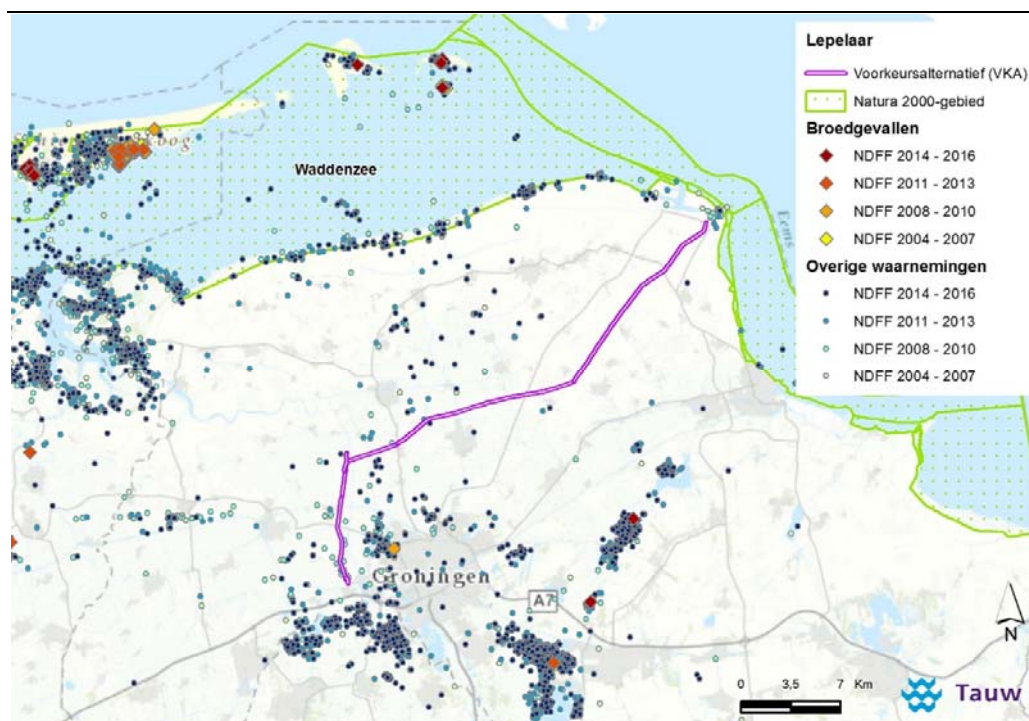 Lepelaar
Voorkeursalternatief (VKA)
Natura 2000-gebied
Broedgevallen
NDFF 2014 - 2016
NDFF 2011 - 2013
NDFF 2008 - 2010
NDFF 2004 - 2007
Overige waarnemingen
NDFF 2014 - 2016
NDFF 2011 - 2013
NDFF 2008 - 2010
NDFF 2004 - 2007
Waddenzee
Eems
Groningen
A7
N
0 3,5 7 Km
Tauw